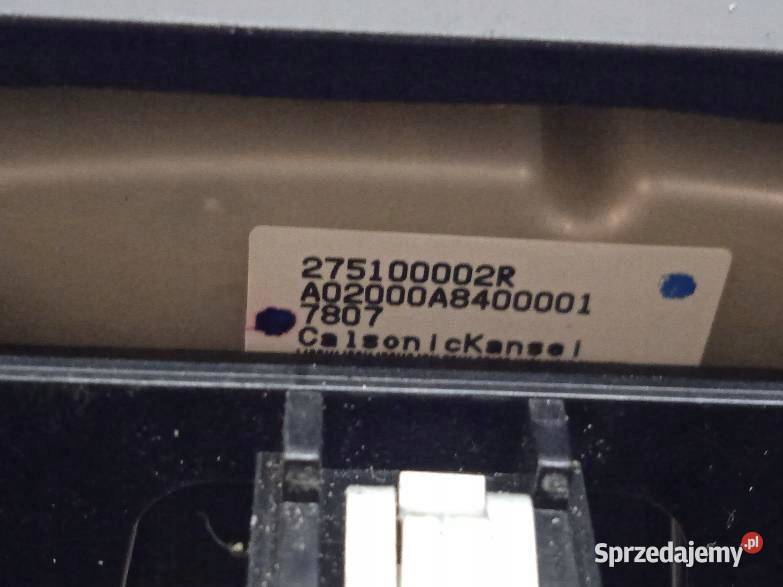 275100002R
A02000A8400001
7807
CalsonicKansei
Sprzedajemy.pl